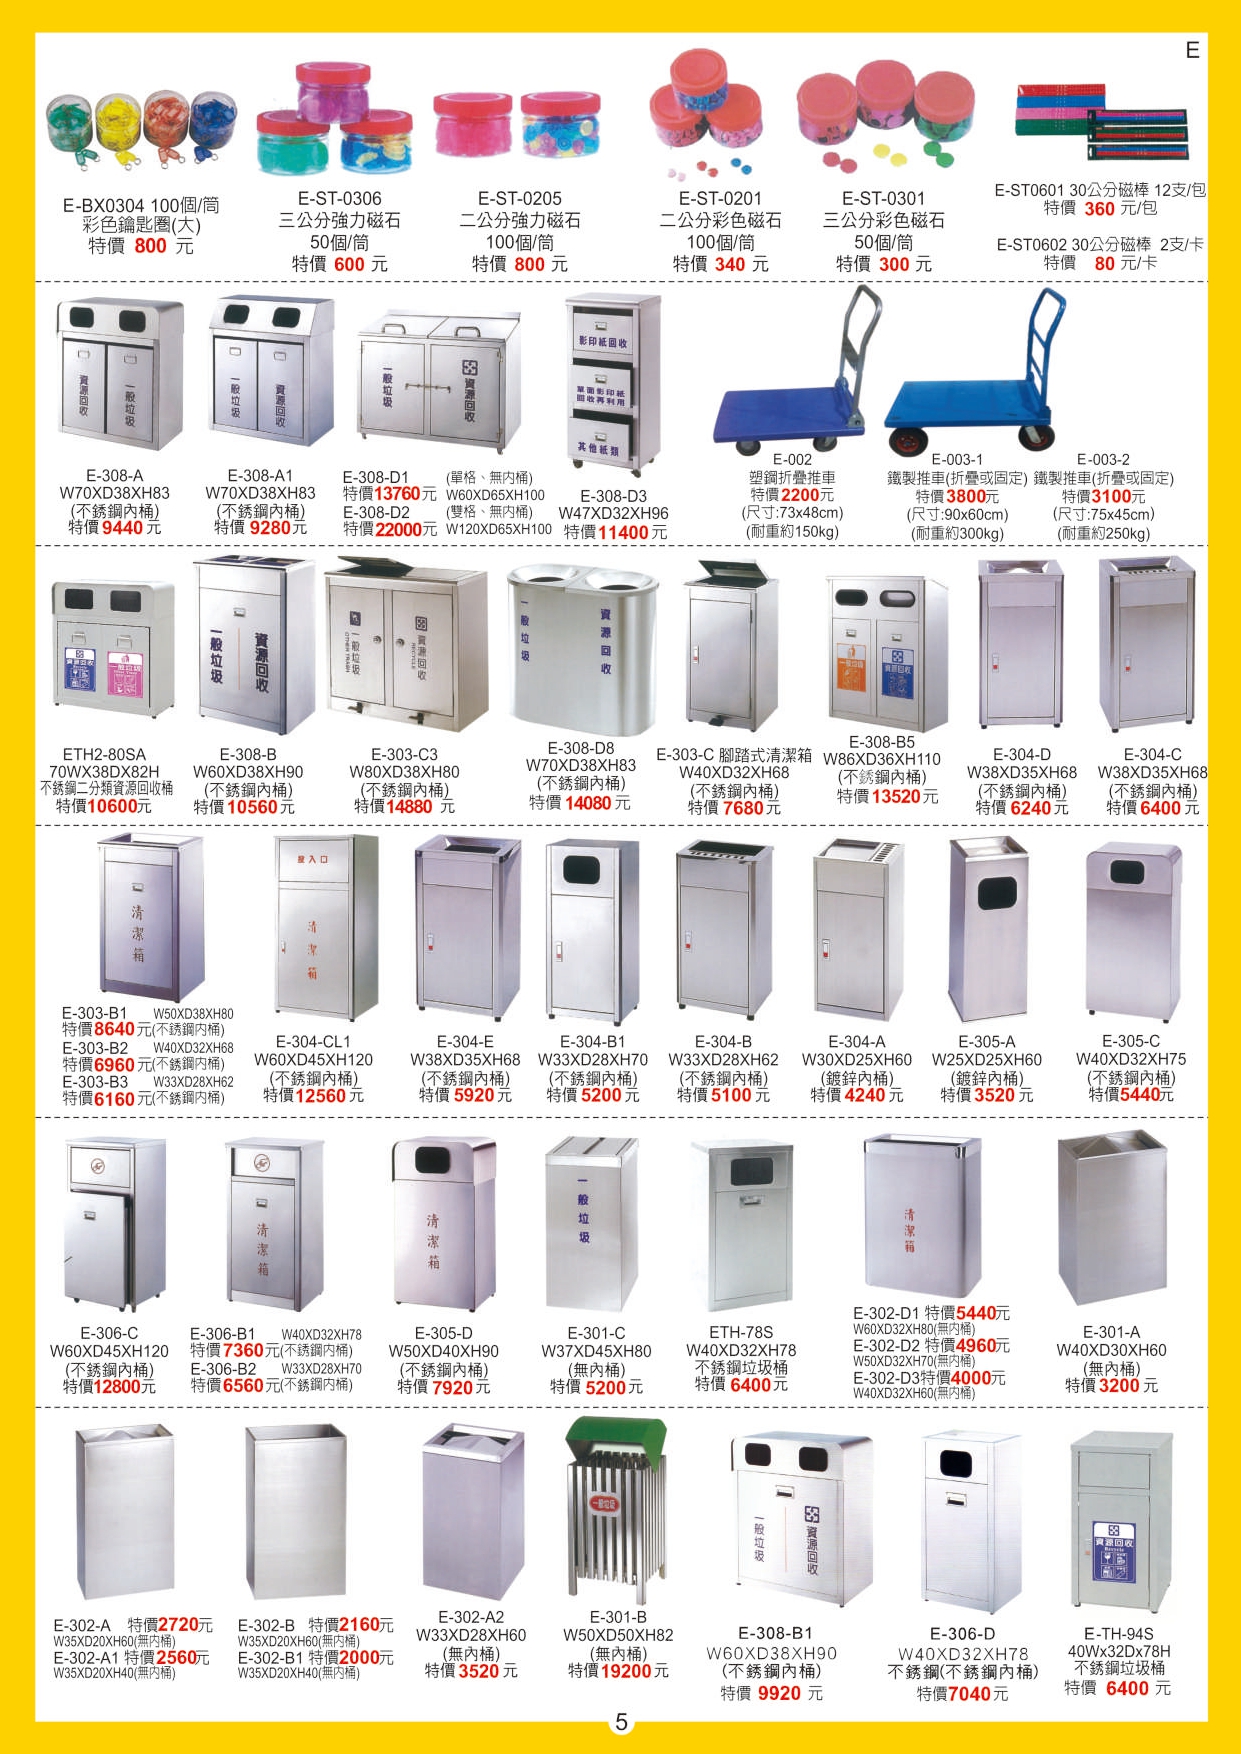 E
E-BX0304 100個/筒
彩色鑰匙圈(大)
特價 800 元
E-ST-0306
三公分強力磁石
50個/筒
特價 600 元
E-ST-0205
二公分強力磁石
100個/筒
特價 800 元
E-ST-0201
二公分彩色磁石
100個/筒
特價 340 元
E-ST-0301
三公分彩色磁石
50個/筒
特價 300 元
E-ST0601 30公分磁棒 12支/包
特價 360 元/包
E-ST0602 30公分磁棒 2支/卡
特價 80 元/卡
資源回收
一般垃圾
一般垃圾
資源回收
一般垃圾
資源回收
影印紙回收
單面影印紙
回收再利用
其他紙類
E-308-A
W70XD38XH83
(不銹鋼內桶)
特價 9440 元
E-308-A1
W70XD38XH83
(不銹鋼內桶)
特價 9280元
E-308-D1 (單格、無內桶)
特價13760元 W60XD65XH100
E-308-D2 (雙格、無內桶)
特價22000元 W120XD65XH100
E-308-D3
W47XD32XH96
特價11400 元
E-002
塑鋼折疊推車
特價2200元
(尺寸:73x48cm)
(耐重約150kg)
E-003-1
鐵製推車(折疊或固定)
特價3800元
(尺寸:90x60cm)
(耐重約300kg)
E-003-2
鐵製推車(折疊或固定)
特價3100元
(尺寸:75x45cm)
(耐重約250kg)
資源回收
一般垃圾
一般垃圾
資源回收
一般垃圾
OTHER TRASH
資源回收
RECYCLE
一般垃圾
資源回收
一般垃圾
資源回收
ETH2-80SA
70WX38DX82H
不銹鋼二分類資源回收桶
特價10600元
E-308-B
W60XD38XH90
(不銹鋼內桶)
特價10560元
E-303-C3
W80XD38XH80
(不銹鋼內桶)
特價14880 元
E-308-D8
W70XD38XH83
(不銹鋼內桶)
特價 14080 元
E-303-C 腳踏式清潔箱
W40XD32XH68
(不銹鋼內桶)
特價 7680元
E-308-B5
W86XD36XH110
(不銹鋼內桶)
特價13520元
E-304-D
W38XD35XH68
(不銹鋼內桶)
特價 6240 元
E-304-C
W38XD35XH68
(不銹鋼內桶)
特價 6400 元
清潔箱
投入口
清潔箱
E-303-B1 W50XD38XH80
特價8640元(不銹鋼內桶)
E-303-B2 W40XD32XH68
特價6960 元(不銹鋼內桶)
E-303-B3 W33XD28XH62
特價6160 元(不銹鋼內桶)
E-304-CL1
W60XD45XH120
(不銹鋼內桶)
特價12560元
E-304-E
W38XD35XH68
(不銹鋼內桶)
特價 5920 元
E-304-B1
W33XD28XH70
(不銹鋼內桶)
特價 5200 元
E-304-B
W33XD28XH62
(不銹鋼內桶)
特價 5100 元
E-304-A
W30XD25XH60
(鍍鋅內桶)
特價 4240 元
E-305-A
W25XD25XH60
(鍍鋅內桶)
特價 3520 元
E-305-C
W40XD32XH75
(不銹鋼內桶)
特價5440元
清潔箱
清潔箱
一般垃圾
清潔箱
E-306-C
W60XD45XH120
(不銹鋼內桶)
特價12800元
E-306-B1 W40XD32XH78
特價7360元(不銹鋼內桶)
E-306-B2 W33XD28XH70
特價 6560 元(不銹鋼內桶)
E-305-D
W50XD40XH90
(不銹鋼內桶)
特價 7920 元
E-301-C
W37XD45XH80
(無內桶)
特價 5200元
ETH-78S
W40XD32XH78
不銹鋼垃圾桶
特價 6400 元
E-302-D1 特價5440元
W60XD32XH80(無內桶)
E-302-D2 特價4960元
W50XD32XH70(無內桶)
E-302-D3特價4000元
W40XD32XH60(無內桶)
E-301-A
W40XD30XH60
(無內桶)
特價 3200 元
一般垃圾
一般垃圾
資源回收
資源回收
Recycle
E-302-A 特價2720元
W35XD20XH60(無內桶)
E-302-A1 特價2560元
W35XD20XH40(無內桶)
E-302-B 特價2160元
W35XD20XH60(無內桶)
E-302-B1 特價2000元
W35XD20XH40(無內桶)
E-302-A2
W33XD28XH60
(無內桶)
特價 3520 元
E-301-B
W50XD50XH82
(無內桶)
特價19200元
E-308-B1
W60XD38XH90
(不銹鋼內桶)
特價 9920 元
E-306-D
W40XD32XH78
不銹鋼(不銹鋼內桶)
特價7040元
E-TH-94S
40Wx32Dx78H
不銹鋼垃圾桶
特價 6400 元
5